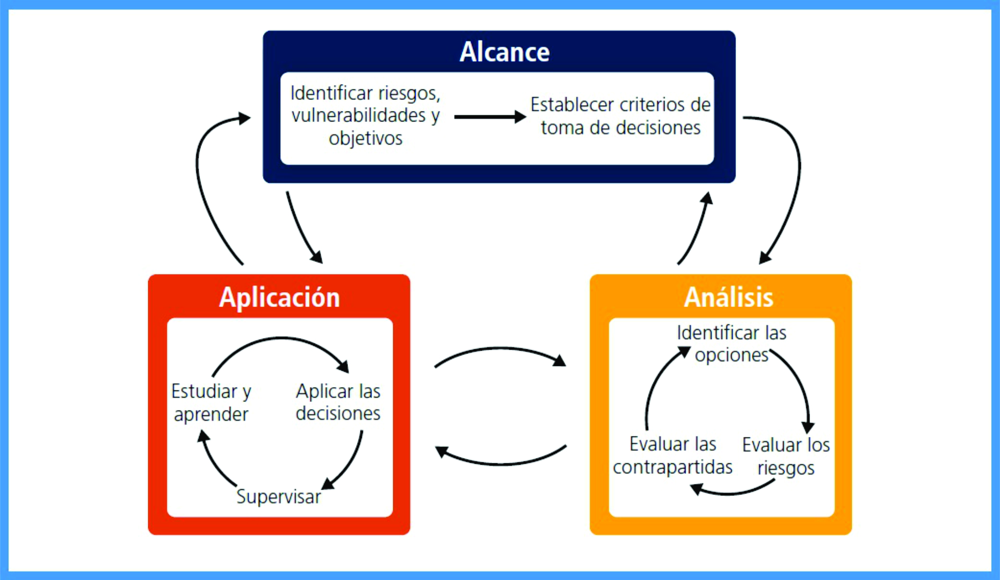 Alcance
Identificar riesgos,
vulnerabilidades y
objetivos
Establecer criterios de
toma de decisiones
Aplicación
Estudiar y
aprender
Aplicar las
decisiones
Supervisar
Análisis
Identificar las
opciones
Evaluar las
contrapartidas
Evaluar los
riesgos